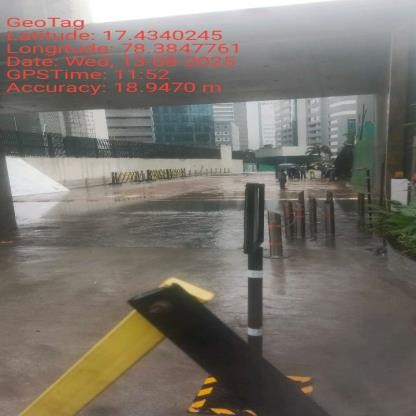 GeoTag
Latitude: 17.4340245
Longitude: 78.3847761
Date: Wed, 13-08-2025
GPSTime: 11:52
Accuracy: 18.9470 m